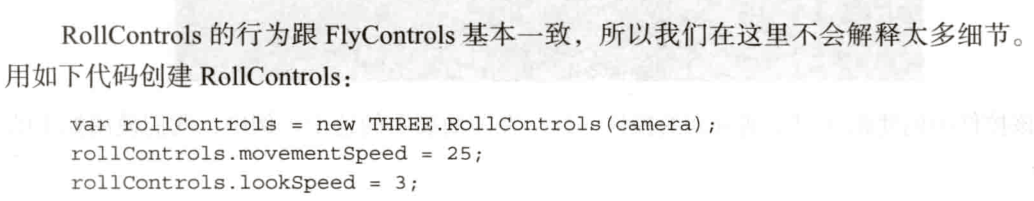 RollControls 的行为跟 FlyControls 基本一致，所以我们在这里不会解释太多细节。
用如下代码创建 RollControls：
var rollControls = new THREE.RollControls(camera);
rollControls.movementSpeed = 25;
rollControls.lookSpeed = 3;